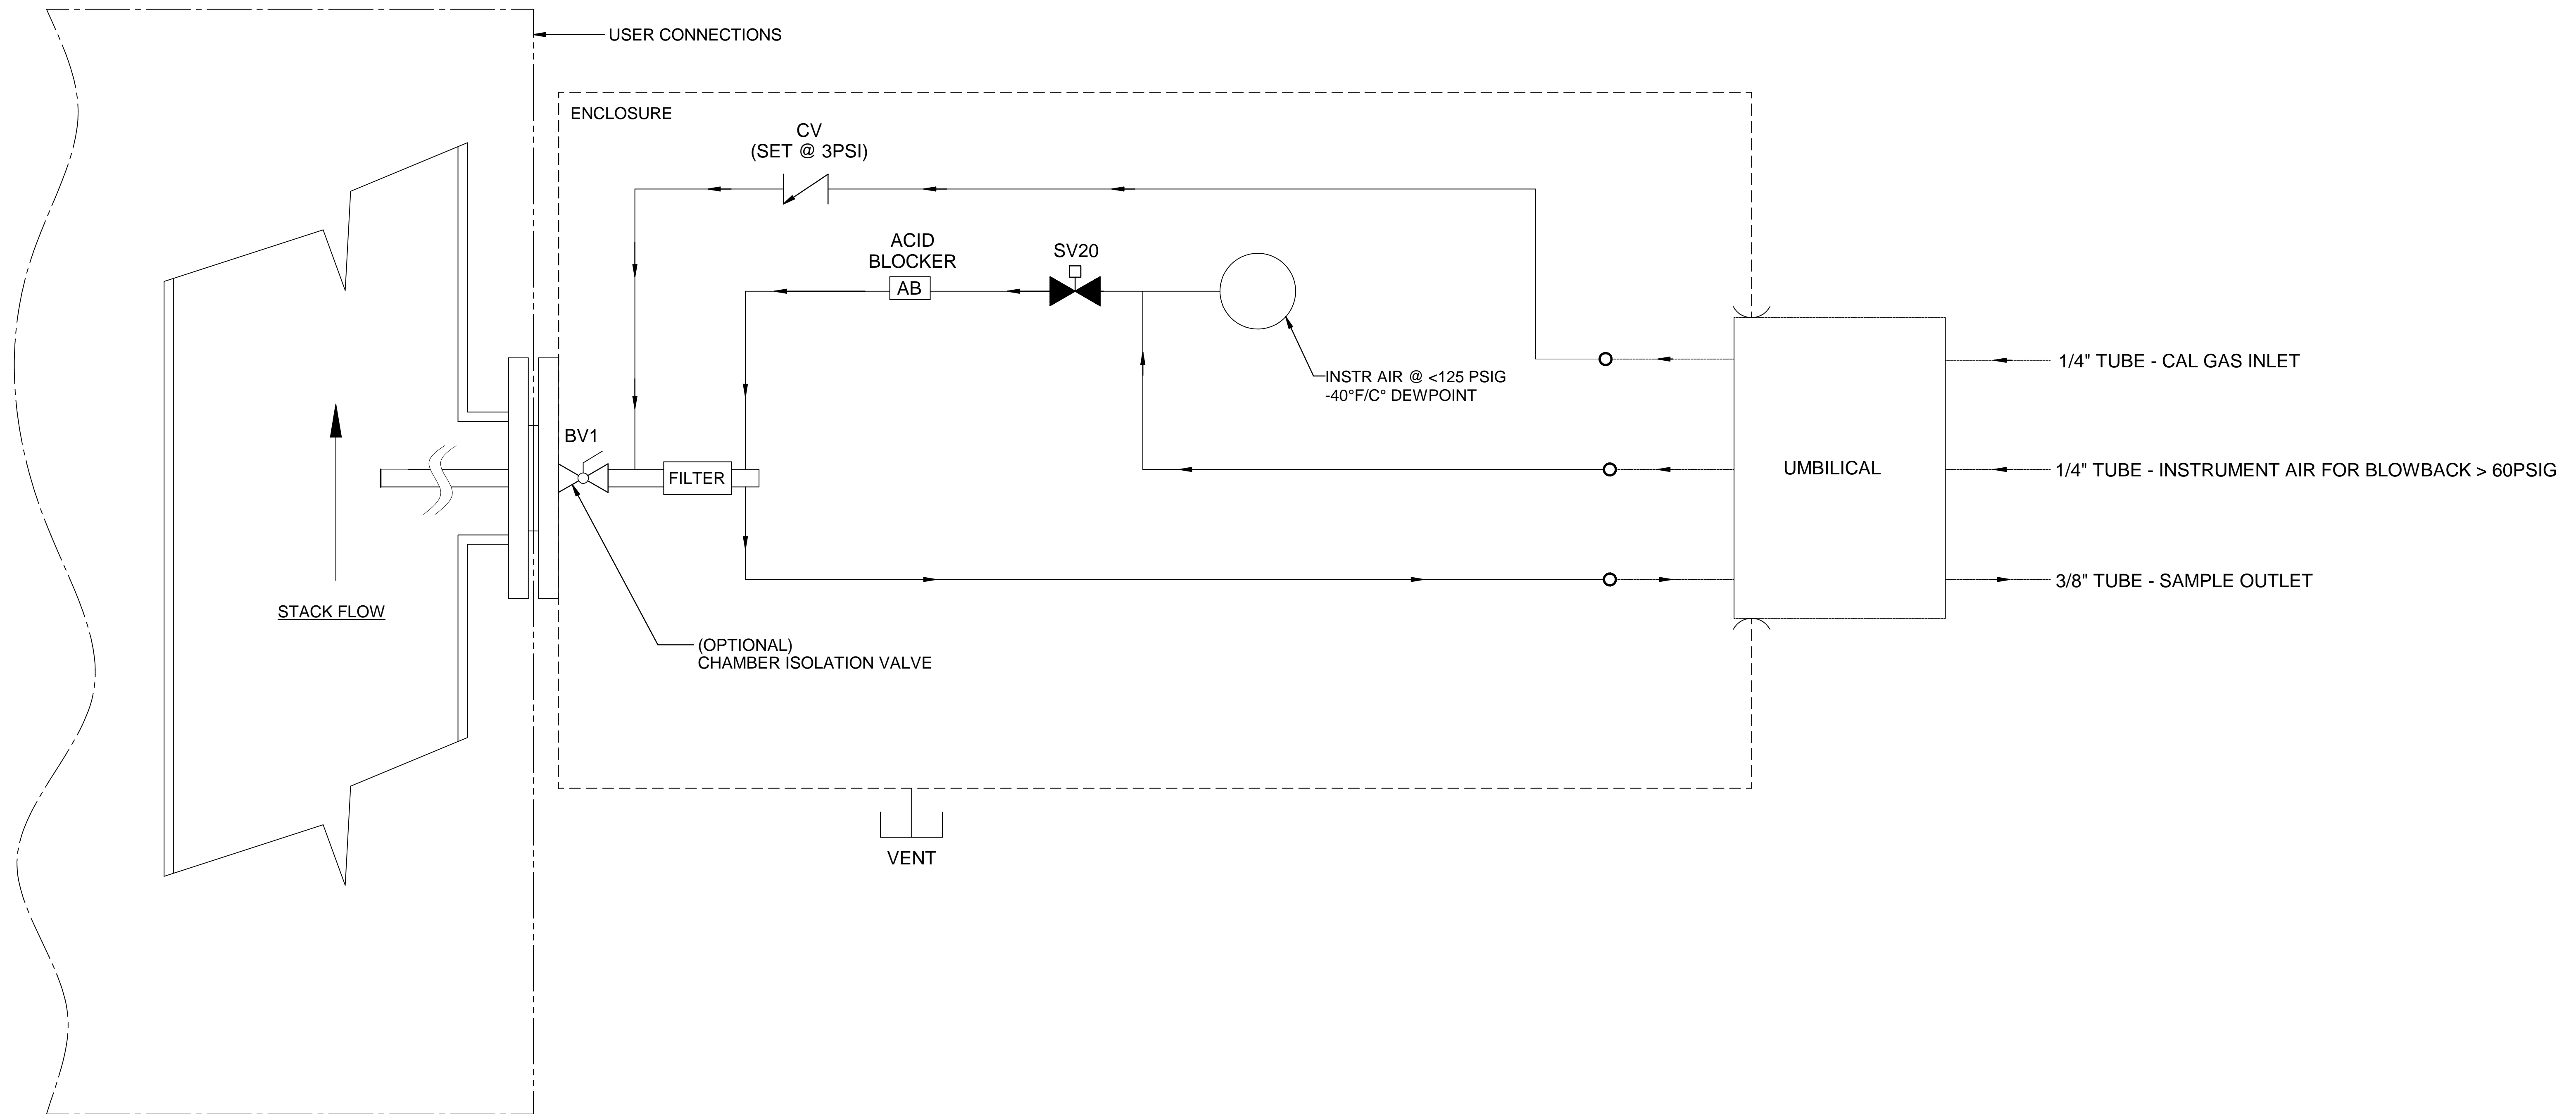 USER CONNECTIONS
ENCLOSURE
CV
(SET @ 3PSI)
ACID
BLOCKER
AB
SV20
INSTR AIR @ <125 PSIG
-40°F/C° DEWPOINT
1/4" TUBE - CAL GAS INLET
BV1
FILTER
UMBILICAL
1/4" TUBE - INSTRUMENT AIR FOR BLOWBACK > 60PSIG
3/8" TUBE - SAMPLE OUTLET
STACK FLOW
(OPTIONAL)
CHAMBER ISOLATION VALVE
VENT